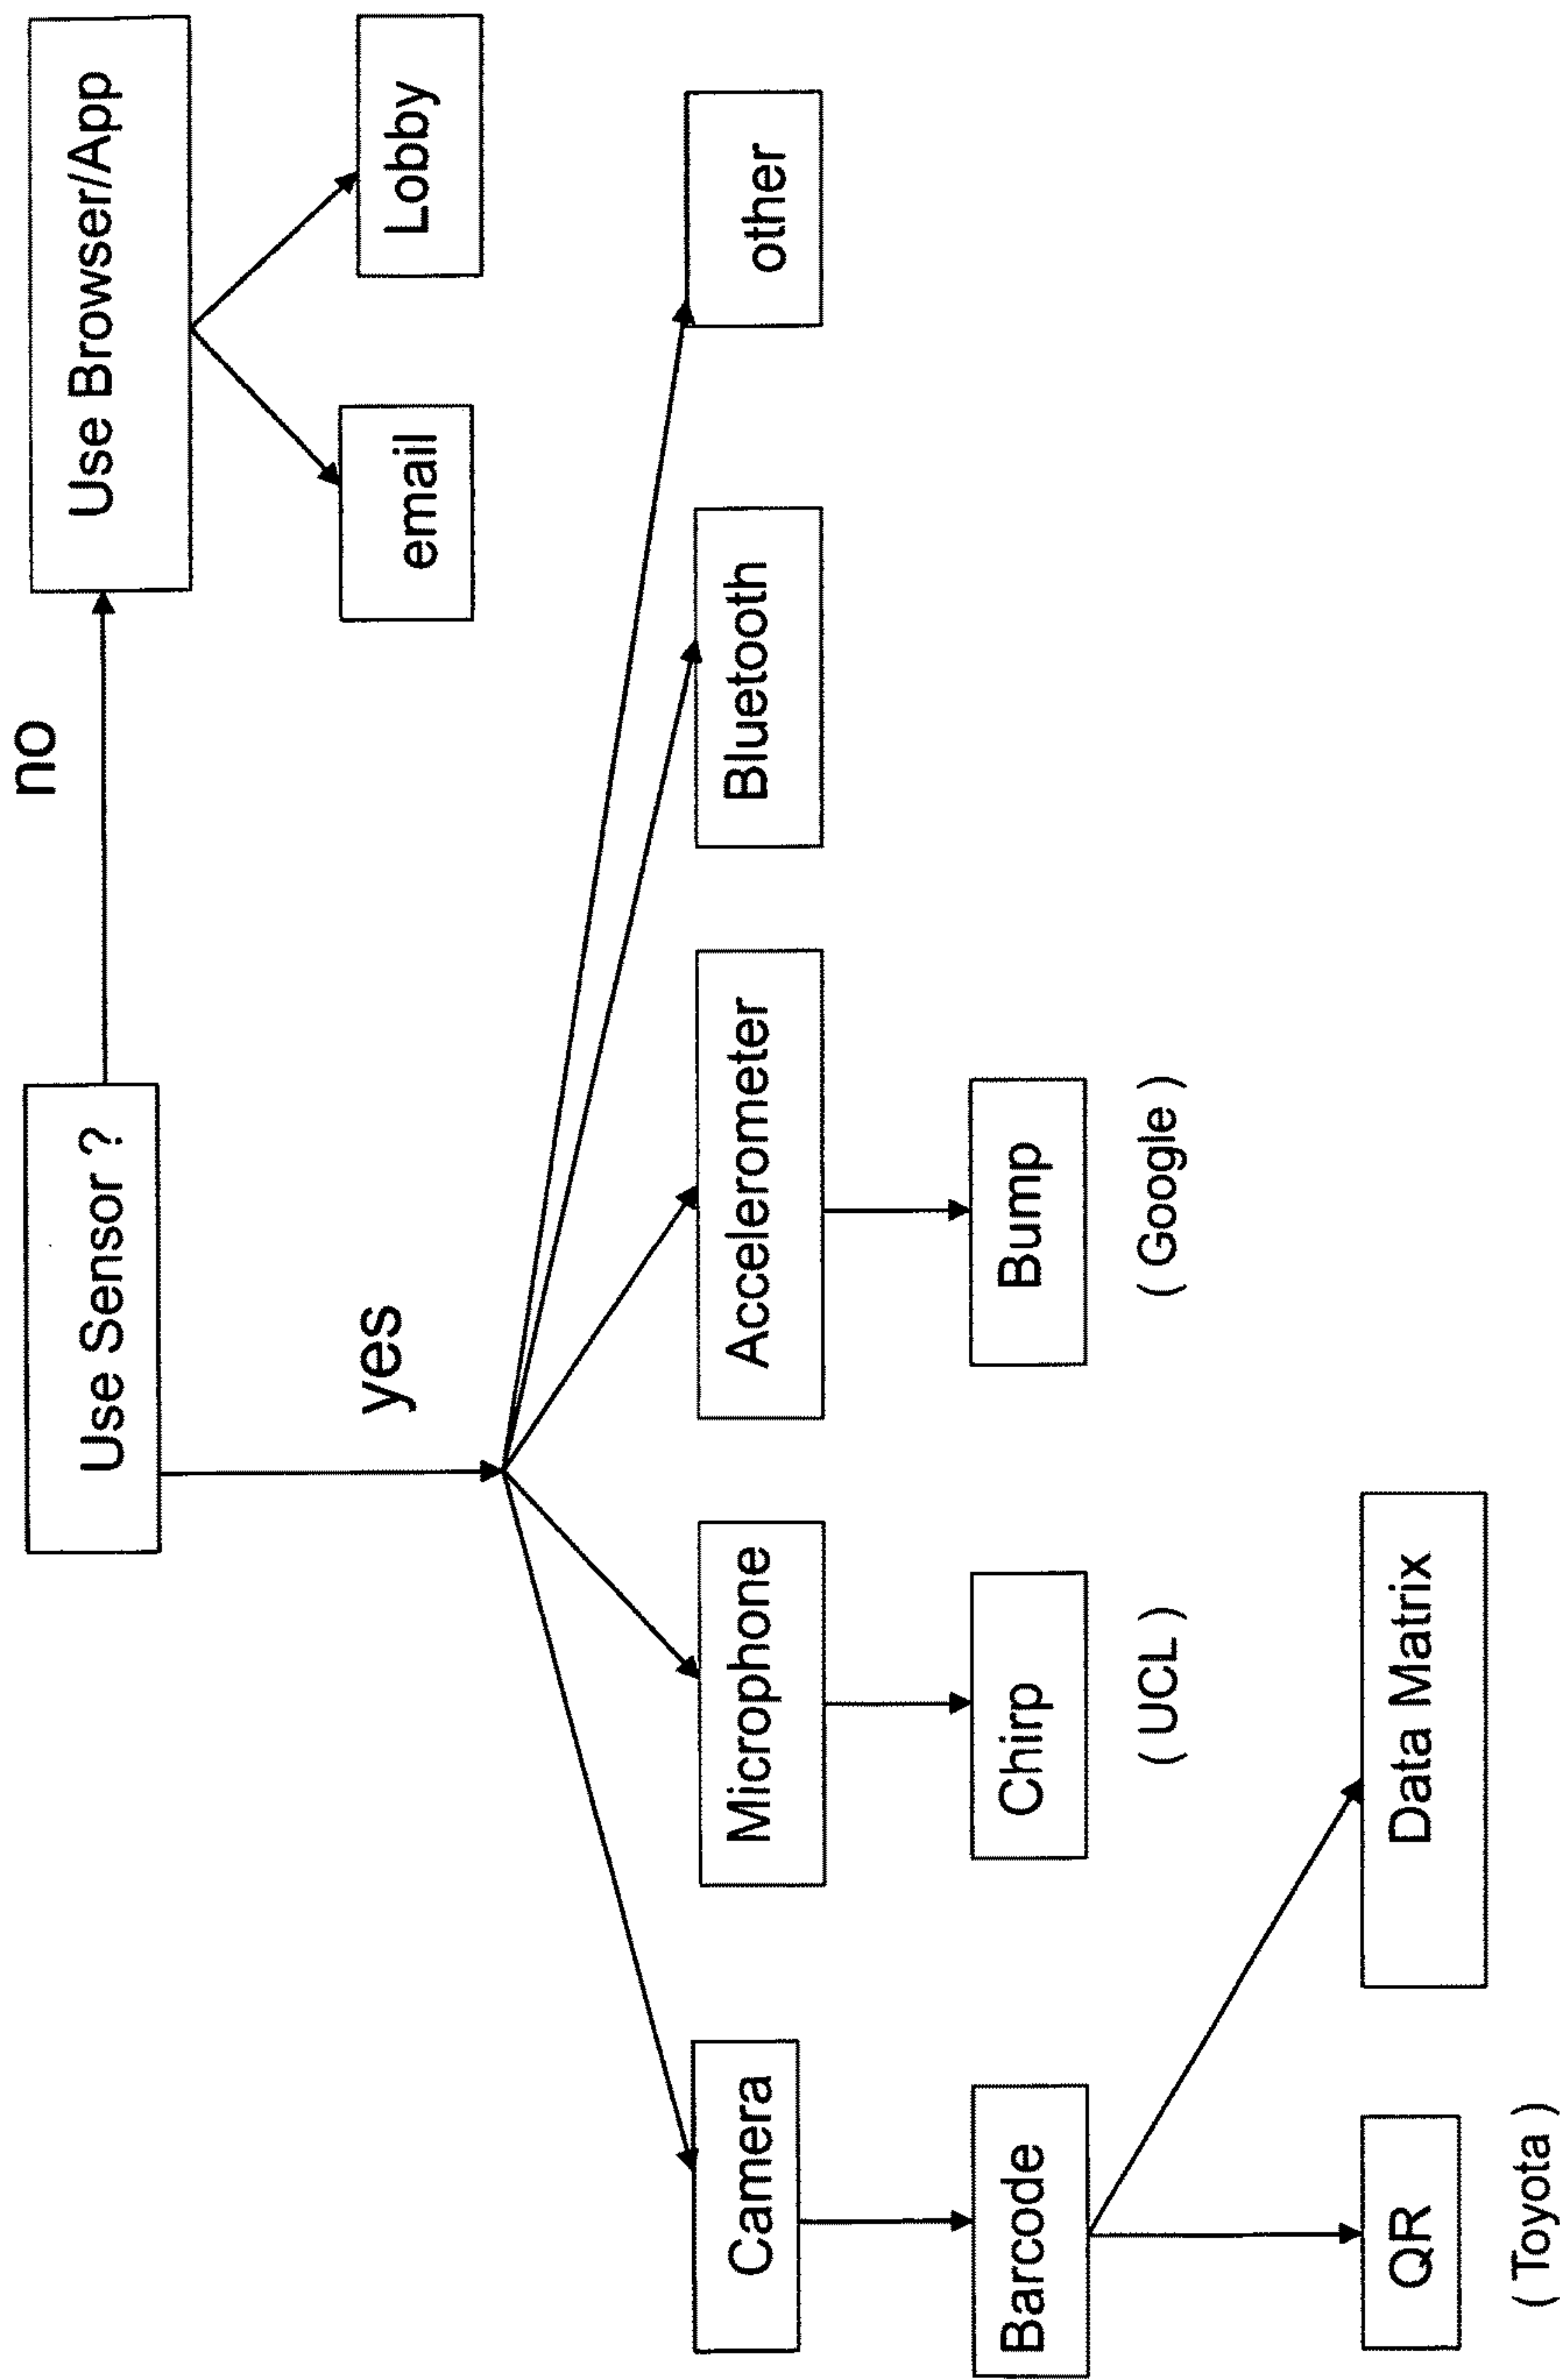 Use Sensor ?
no
Use Browser/App
yes
email
Lobby
Camera
Microphone
Accelerometer
Bluetooth
other
Barcode
Chirp
Bump
( UCL )
( Google )
QR
Data Matrix
( Toyota )